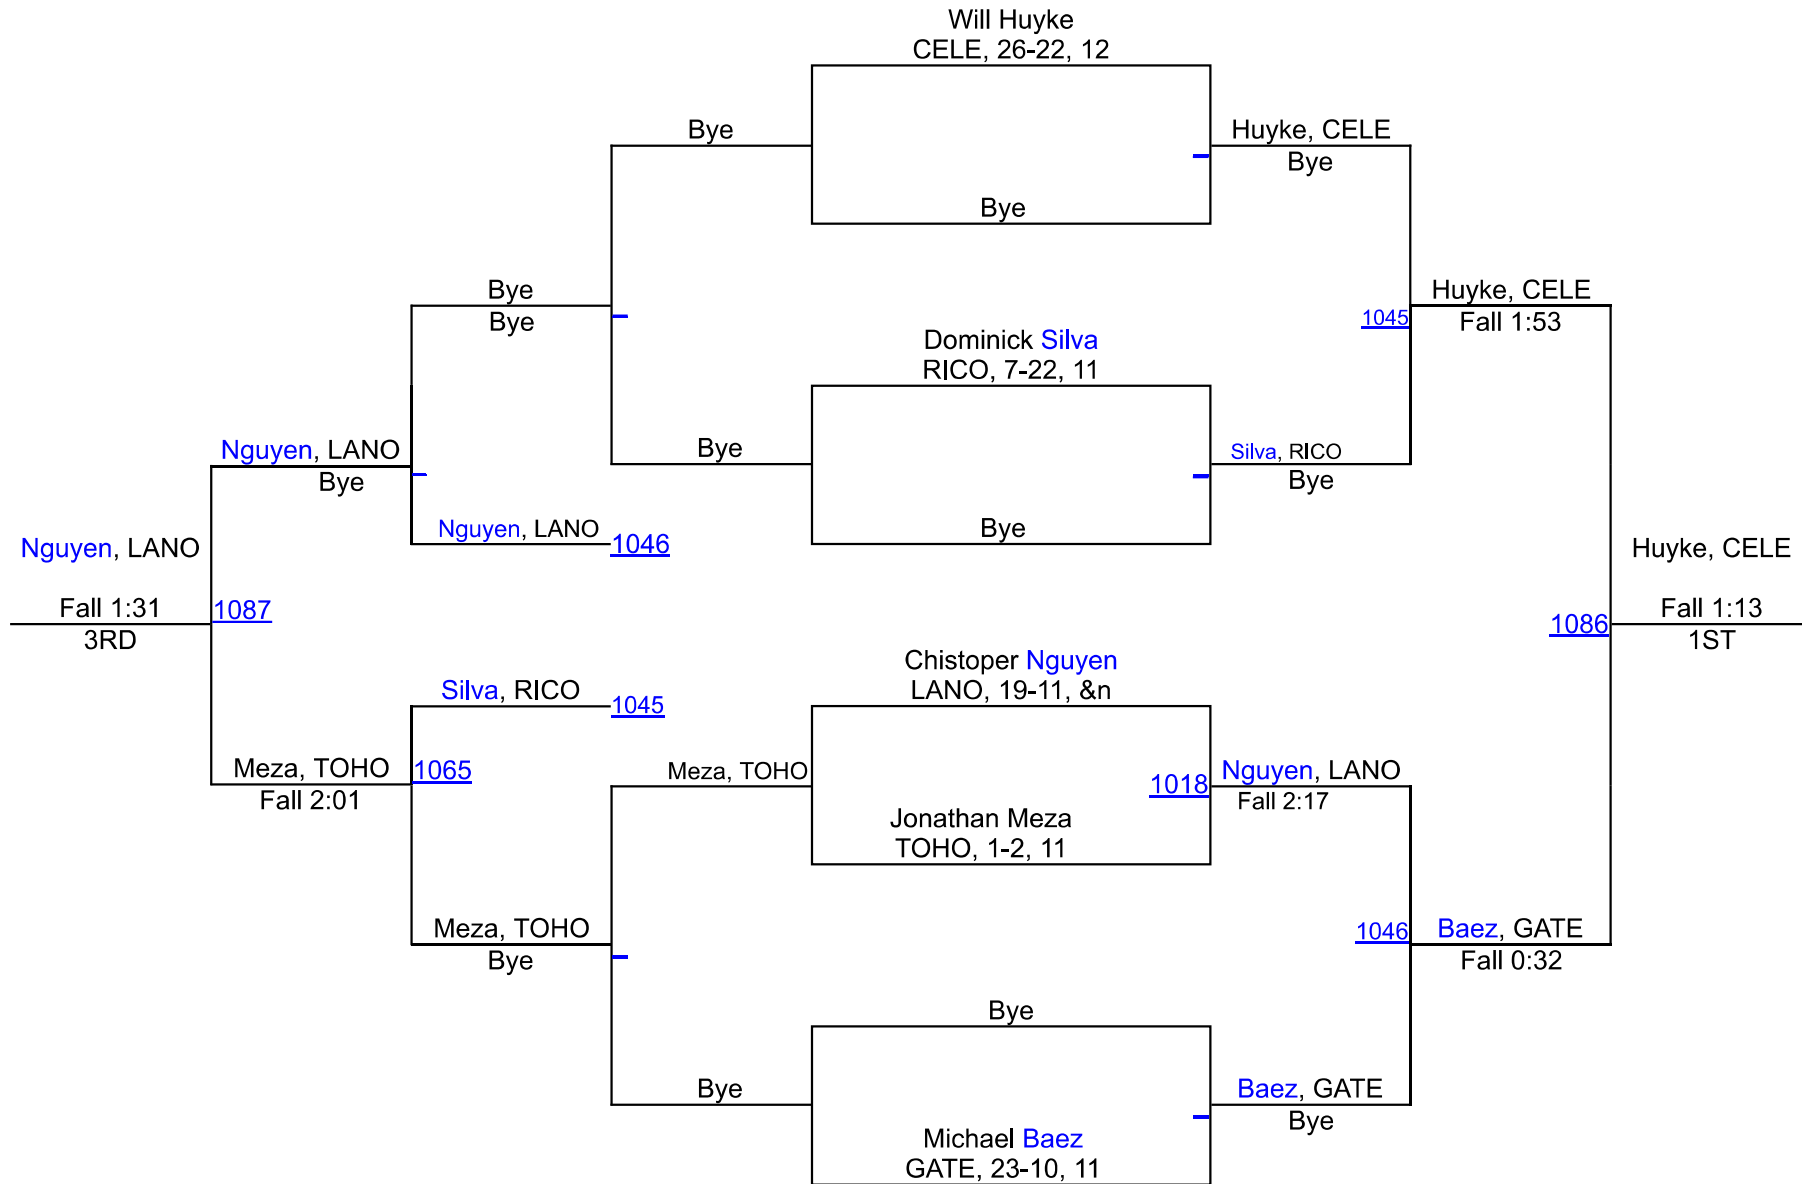 Will Huyke
CELE, 26-22, 12
Bye
Huyke, CELE
Bye
Bye
Bye
Bye
Huyke, CELE
1045
Fall 1:53
Dominick Silva
RICO, 7-22, 11
Nguyen, LANO
Bye
Bye
Silva, RICO
Bye
Nguyen, LANO
1046
Bye
Nguyen, LANO
Huyke, CELE
Fall 1:31
1087
3RD
1086
Fall 1:13
1ST
Chistoper Nguyen
LANO, 19-11, &n
Silva, RICO
1045
Meza, TOHO
1065
Fall 2:01
Meza, TOHO
1018
Nguyen, LANO
Fall 2:17
Jonathan Meza
TOHO, 1-2, 11
Meza, TOHO
Bye
1046
Baez, GATE
Fall 0:32
Bye
Bye
Baez, GATE
Bye
Michael Baez
GATE, 23-10, 11